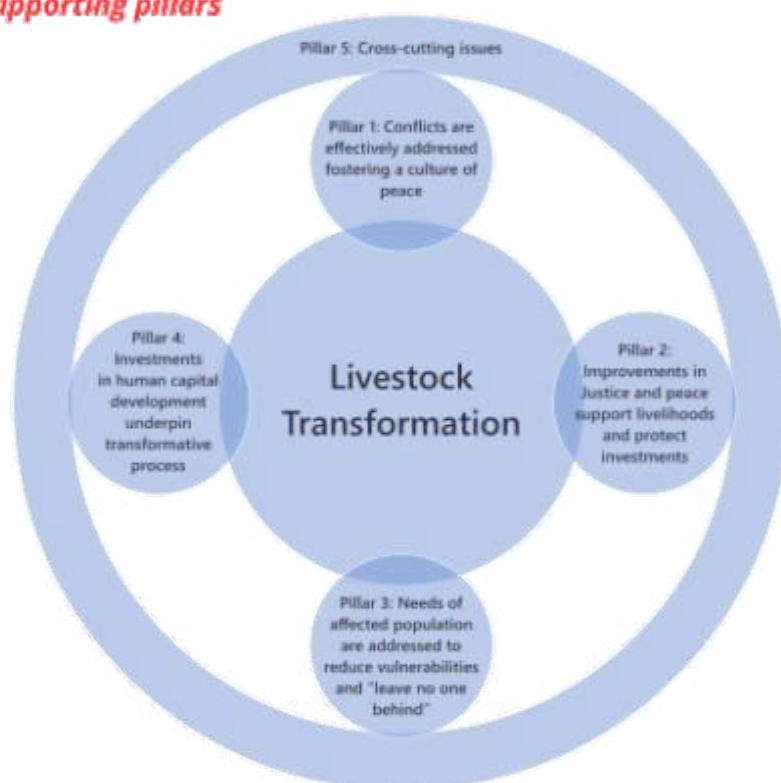 pporting pillars
Pillar 5: Cross-cutting issues
Pillar 1: Conflicts are
effectively addressed
fostering a culture of
peace
Pillar 4:
Investments
in human capital
development
underpin
transformative
process
Livestock
Transformation
Pillar 2:
Improvements in
Justice and peace
support livelihoods
and protect
investments
Pillar 3: Needs of
affected population
are addressed to
reduce vulnerabilities
and "leave no one
behind"